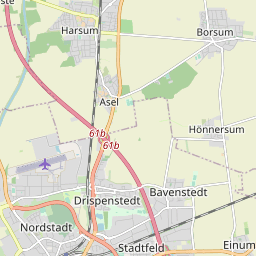 ste
Harsum
Borsum
Asel
61b
61b
Hönnersum
Bavenstedt
Drispenstedt
Nordstadt
Stadtfeld
Einum